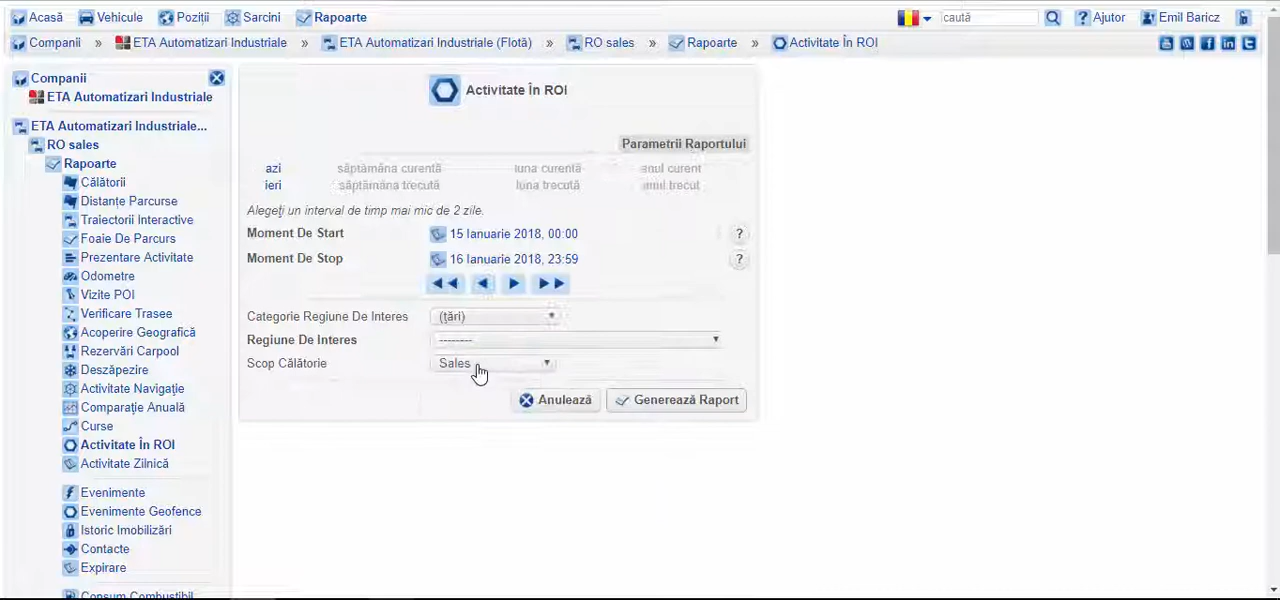 Acasă Vehicule Poziții Sarcini Rapoarte caută Ajutor Emil Baricz
Companii » ETA Automatizari Industriale » ETA Automatizari Industriale (Flotă) » RO sales » Rapoarte » Activitate În ROI
Companii
ETA Automatizari Industriale
ETA Automatizari Industriale...
RO sales
Rapoarte
Călătorii
Distanțe Parcurse
Traiectorii Interactive
Foaie De Parcurs
Prezentare Activitate
Odometre
Vizite POI
Verificare Trasee
Acoperire Geografică
Rezervări Carpool
Deszăpezire
Activitate Navigație
Comparație Anuală
Curse
Activitate În ROI
Activitate Zilnică
Evenimente
Evenimente Geofence
Istoric Imobilizări
Contacte
Expirare
Consum Combustibil
Activitate În ROI
Parametrii Raportului
azi săptămâna curentă luna curentă anul curent
ieri săptămâna trecută luna trecută anul trecut
Alegeți un interval de timp mai mic de 2 zile.
Moment De Start 15 Ianuarie 2018, 00:00 ?
Moment De Stop 16 Ianuarie 2018, 23:59 ?
Categorie Regiune De Interes (țări)
Regiune De Interes --------
Scop Călătorie Sales
Anulează Generează Raport